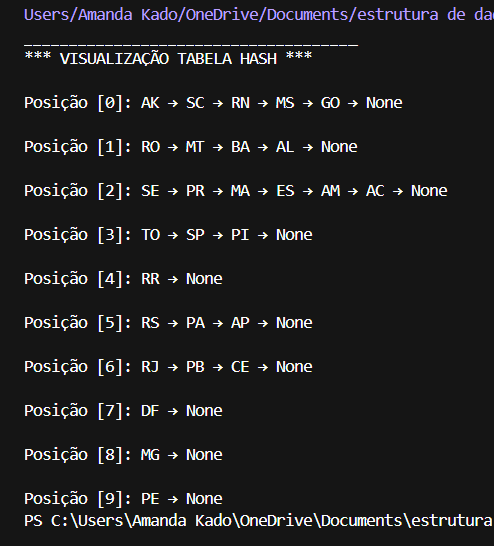 Users/Amanda Kado/OneDrive/Documents/estrutura de da
___________________________________
*** VISUALIZAÇÃO TABELA HASH ***
Posição [0]: AK → SC → RN → MS → GO → None
Posição [1]: RO → MT → BA → AL → None
Posição [2]: SE → PR → MA → ES → AM → AC → None
Posição [3]: TO → SP → PI → None
Posição [4]: RR → None
Posição [5]: RS → PA → AP → None
Posição [6]: RJ → PB → CE → None
Posição [7]: DF → None
Posição [8]: MG → None
Posição [9]: PE → None
PS C:\Users\Amanda Kado\OneDrive\Documents\estrutura